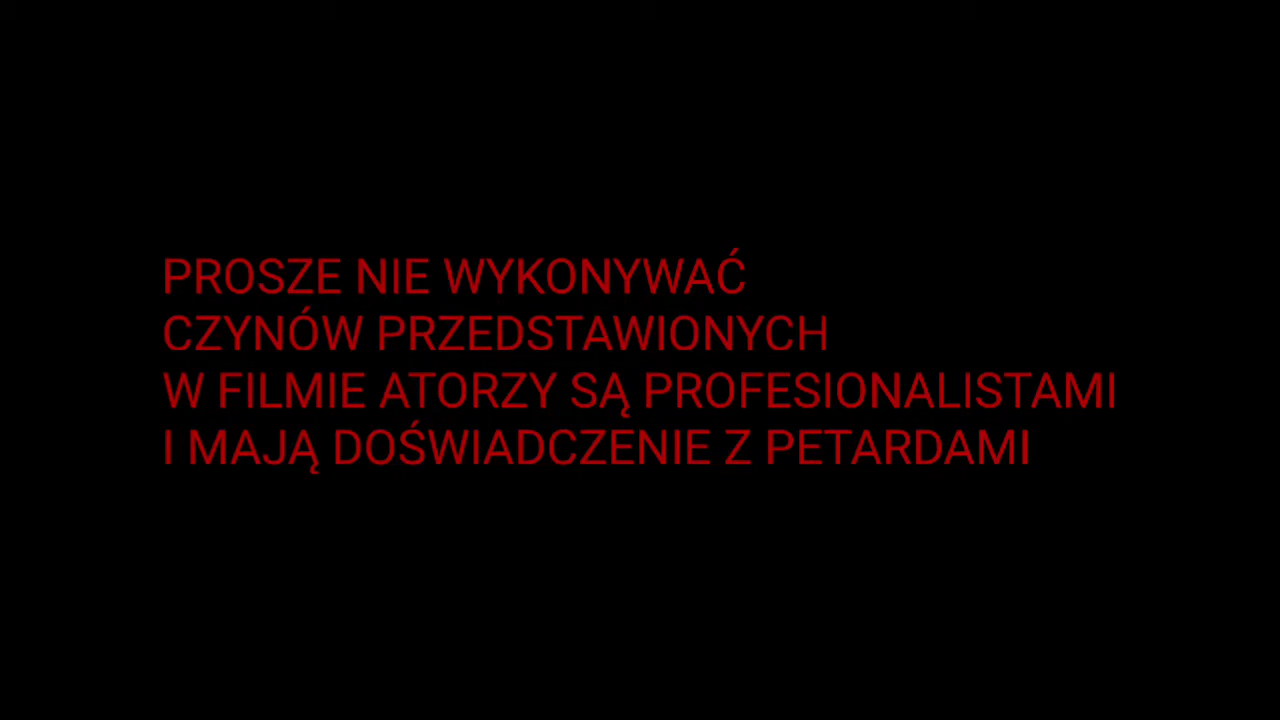 PROSZE NIE WYKONYWAĆ
CZYNÓW PRZEDSTAWIONYCH
W FILMIE ATORZY SĄ PROFESIONALISTAMI
I MAJĄ DOŚWIADCZENIE Z PETARDAMI